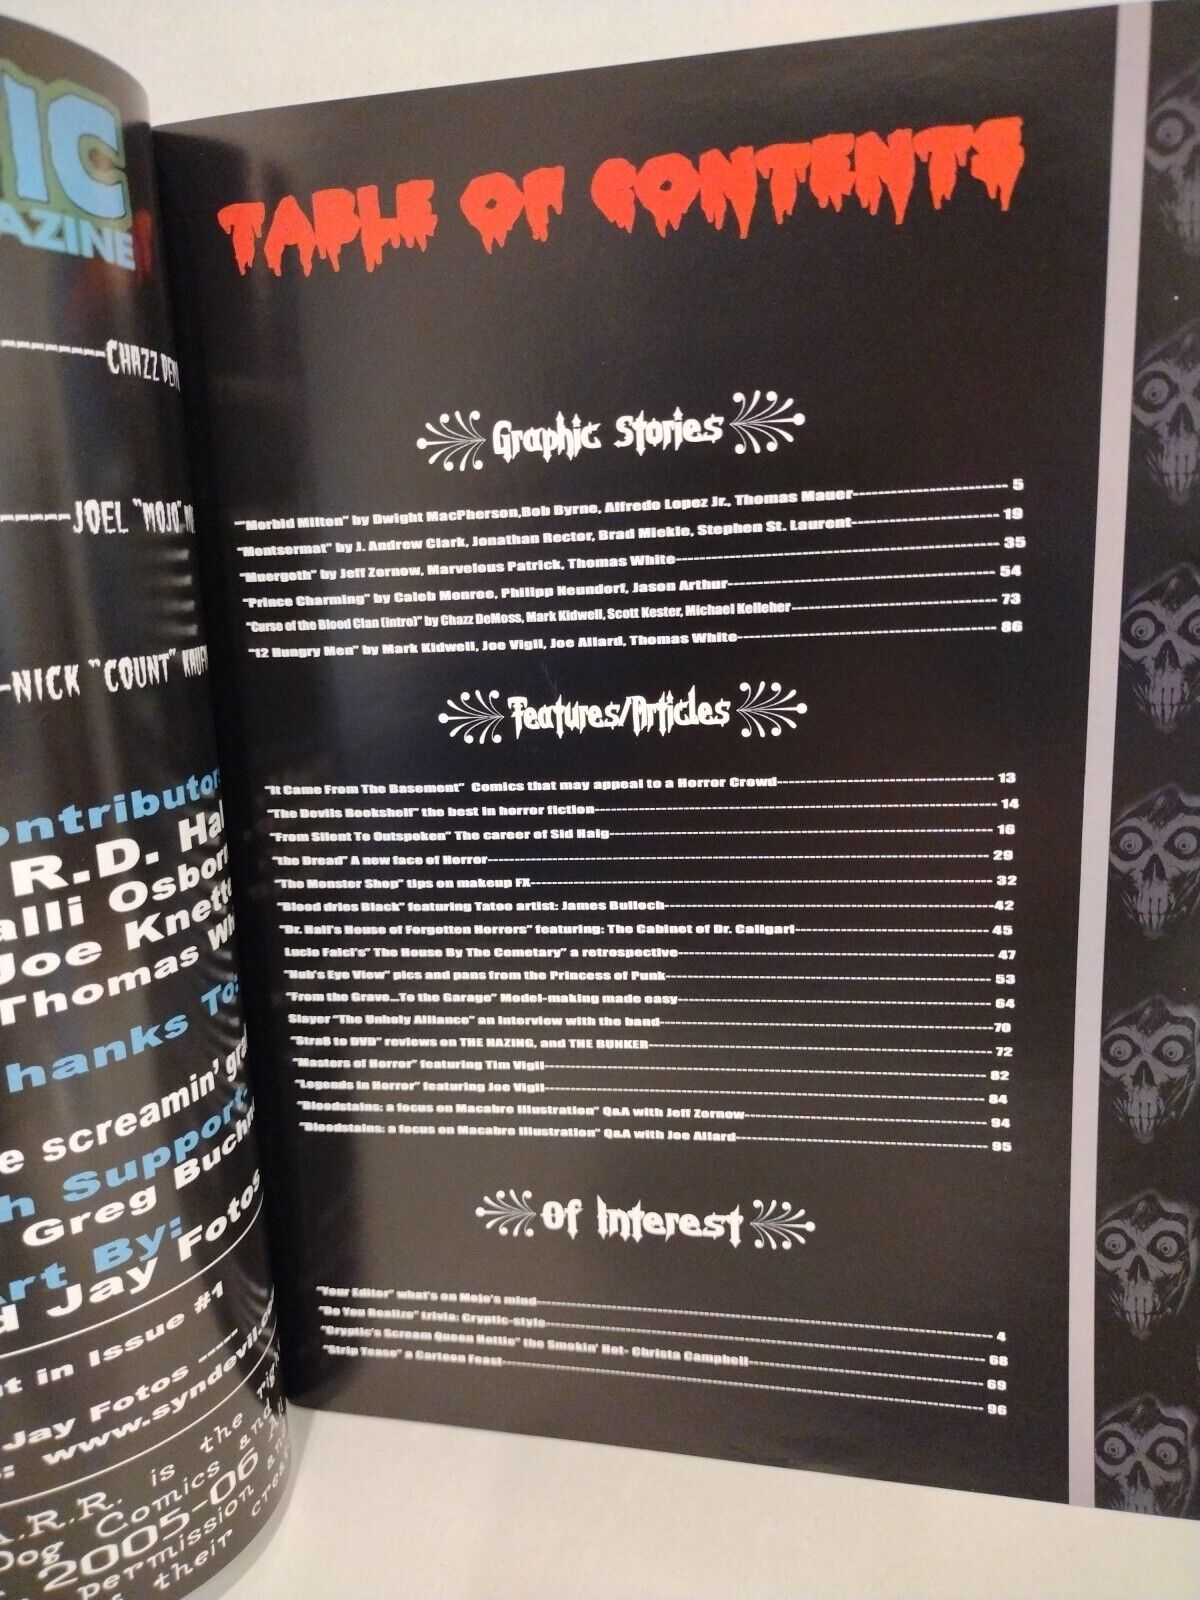 IC
AZINE
CHAZZ
JOEL "MOJO"
NICK "COUNT"
ontributor
R.D. Hal
alli Osborn
Joe Knett
Thomas Whi
hanks To:
e screamin' gre
h Support
Greg Buch
Art By:
d Jay Fotos
ut in Issue #1
Jay Fotos
www.syndevil.co
A.R.R. is the
Dog Comics and
2005-06
permission and
their
TABLE OF CONTENTS
Graphic Stories
"Morbid Milton" by Dwight MacPherson,Bob Byrne, Alfredo Lopez Jr., Thomas Mauer 5
"Montsermat" by J. Andrew Clark, Jonathan Rector, Brad Miekle, Stephen St. Laurent 19
"Muergoth" by Jeff Zornow, Marvelous Patrick, Thomas White 35
"Prince Charming" by Caleb Monroe, Philipp Neundorf, Jason Arthur 54
"Curse of the Blood Clan (intro)" by Chazz DeMoss, Mark Kidwell, Scott Kester, Michael Kelleher 73
"12 Hungry Men" by Mark Kidwell, Joe Vigil, Joe Allard, Thomas White 86
Features/Articles
"It Came From The Basement" Comics that may appeal to a Horror Crowd 13
"The Devils Bookshelf" the best in horror fiction 14
"From Silent To Outspoken" The career of Sid Haig 16
"the Dread" A new face of Horror 29
"The Monster Shop" tips on makeup FX 32
"Blood dries Black" featuring Tatoo artist: James Bulloch 42
"Dr. Hall's House of Forgotten Horrors" featuring: The Cabinet of Dr. Caligari 45
Lucio Falci's" The House By The Cemetary" a retrospective 47
"Hub's Eye View" pics and pans from the Princess of Punk 53
"From the Grave...To the Garage" Model-making made easy 64
Slayer "The Unholy Alliance" an interview with the band 70
"Stra8 to DVD" reviews on THE HAZING, and THE BUNKER 72
"Masters of Horror" featuring Tim Vigil 82
"Legends in Horror" featuring Joe Vigil 84
"Bloodstains: a focus on Macabre Illustration" Q&A with Jeff Zornow 94
"Bloodstains: a focus on Macabre Illustration" Q&A with Joe Allard 95
Of Interest
"Your Editor" what's on Mojo's mind 4
"Do You Realize" trivia: Cryptic-style 68
"Cryptic's Scream Queen Hottie" the Smokin' Hot- Christa Campbell 69
"Strip Tease" a Cartoon Feast 96